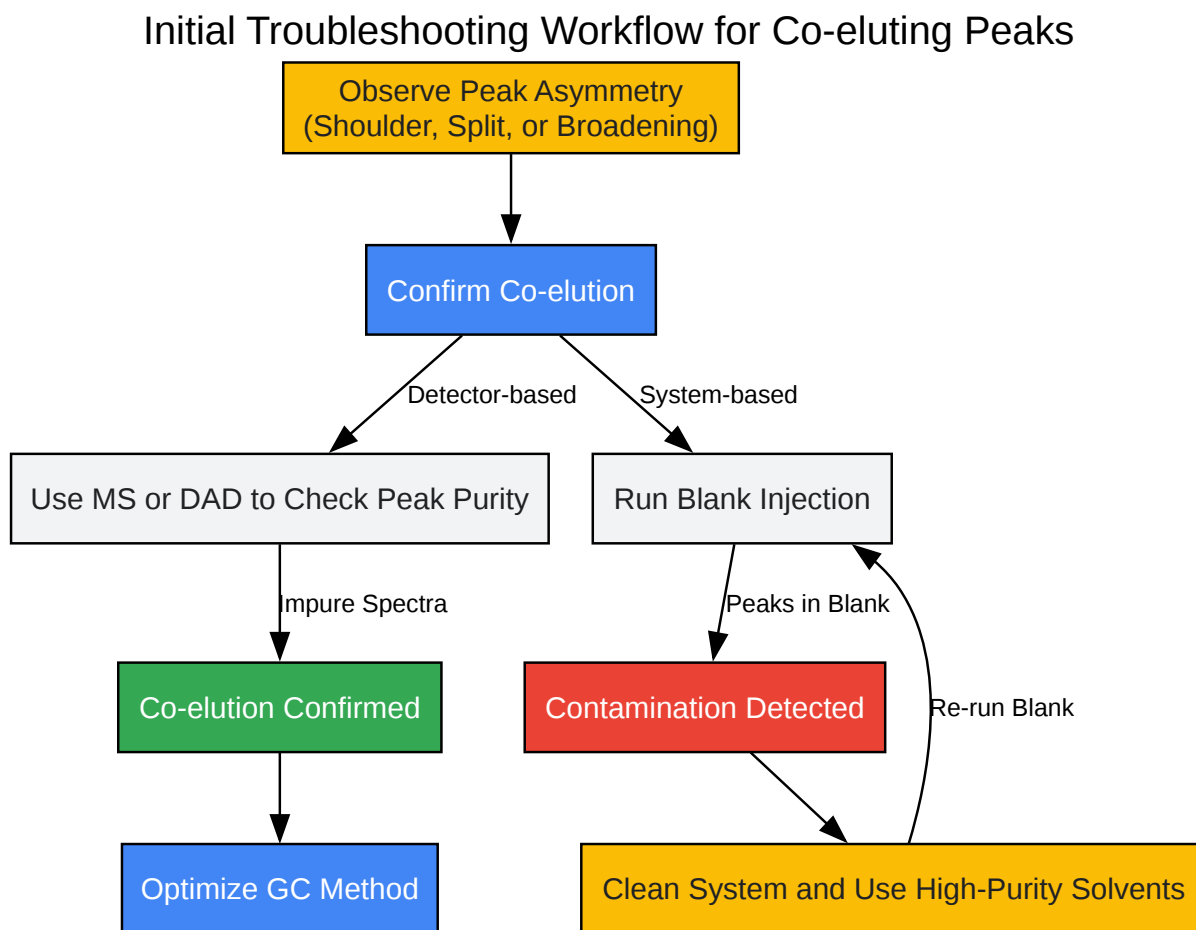 Initial Troubleshooting Workflow for Co-eluting Peaks
Observe Peak Asymmetry
(Shoulder, Split, or Broadening)
Confirm Co-elution
Detector-based
System-based
Use MS or DAD to Check Peak Purity
Run Blank Injection
Impure Spectra
Peaks in Blank
Co-elution Confirmed
Contamination Detected
Re-run Blank
Optimize GC Method
Clean System and Use High-Purity Solvents